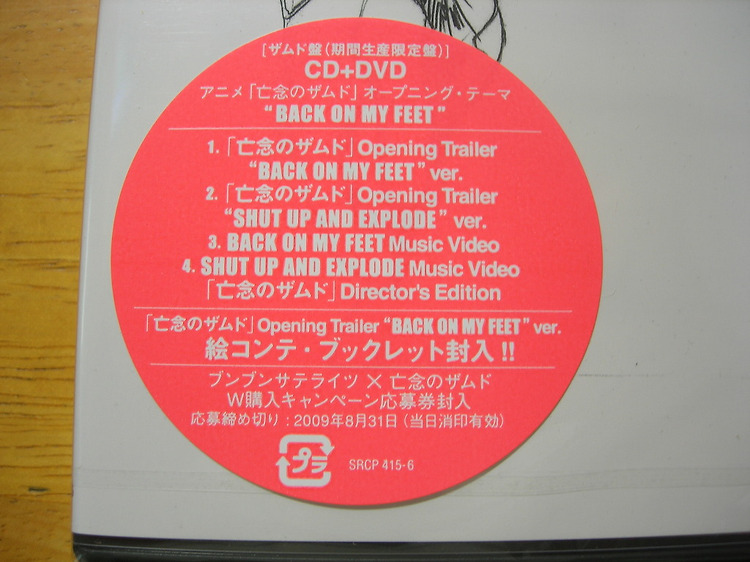 [ザムド盤(期間生産限定盤)]
CD+DVD
アニメ「亡念のザムド」オープニング・テーマ
"BACK ON MY FEET"
1.「亡念のザムド」Opening Trailer
"BACK ON MY FEET" ver.
2.「亡念のザムド」Opening Trailer
"SHUT UP AND EXPLODE" ver.
3. BACK ON MY FEET Music Video
4. SHUT UP AND EXPLODE Music Video
「亡念のザムド」Director's Edition
「亡念のザムド」Opening Trailer "BACK ON MY FEET" ver.
絵コンテ・ブックレット封入!!
ブンブンサテライツ×亡念のザムド
W購入キャンペーン応募券封入
応募締め切り:2009年8月31日(当日消印有効)
プラ
SRCP 415-6